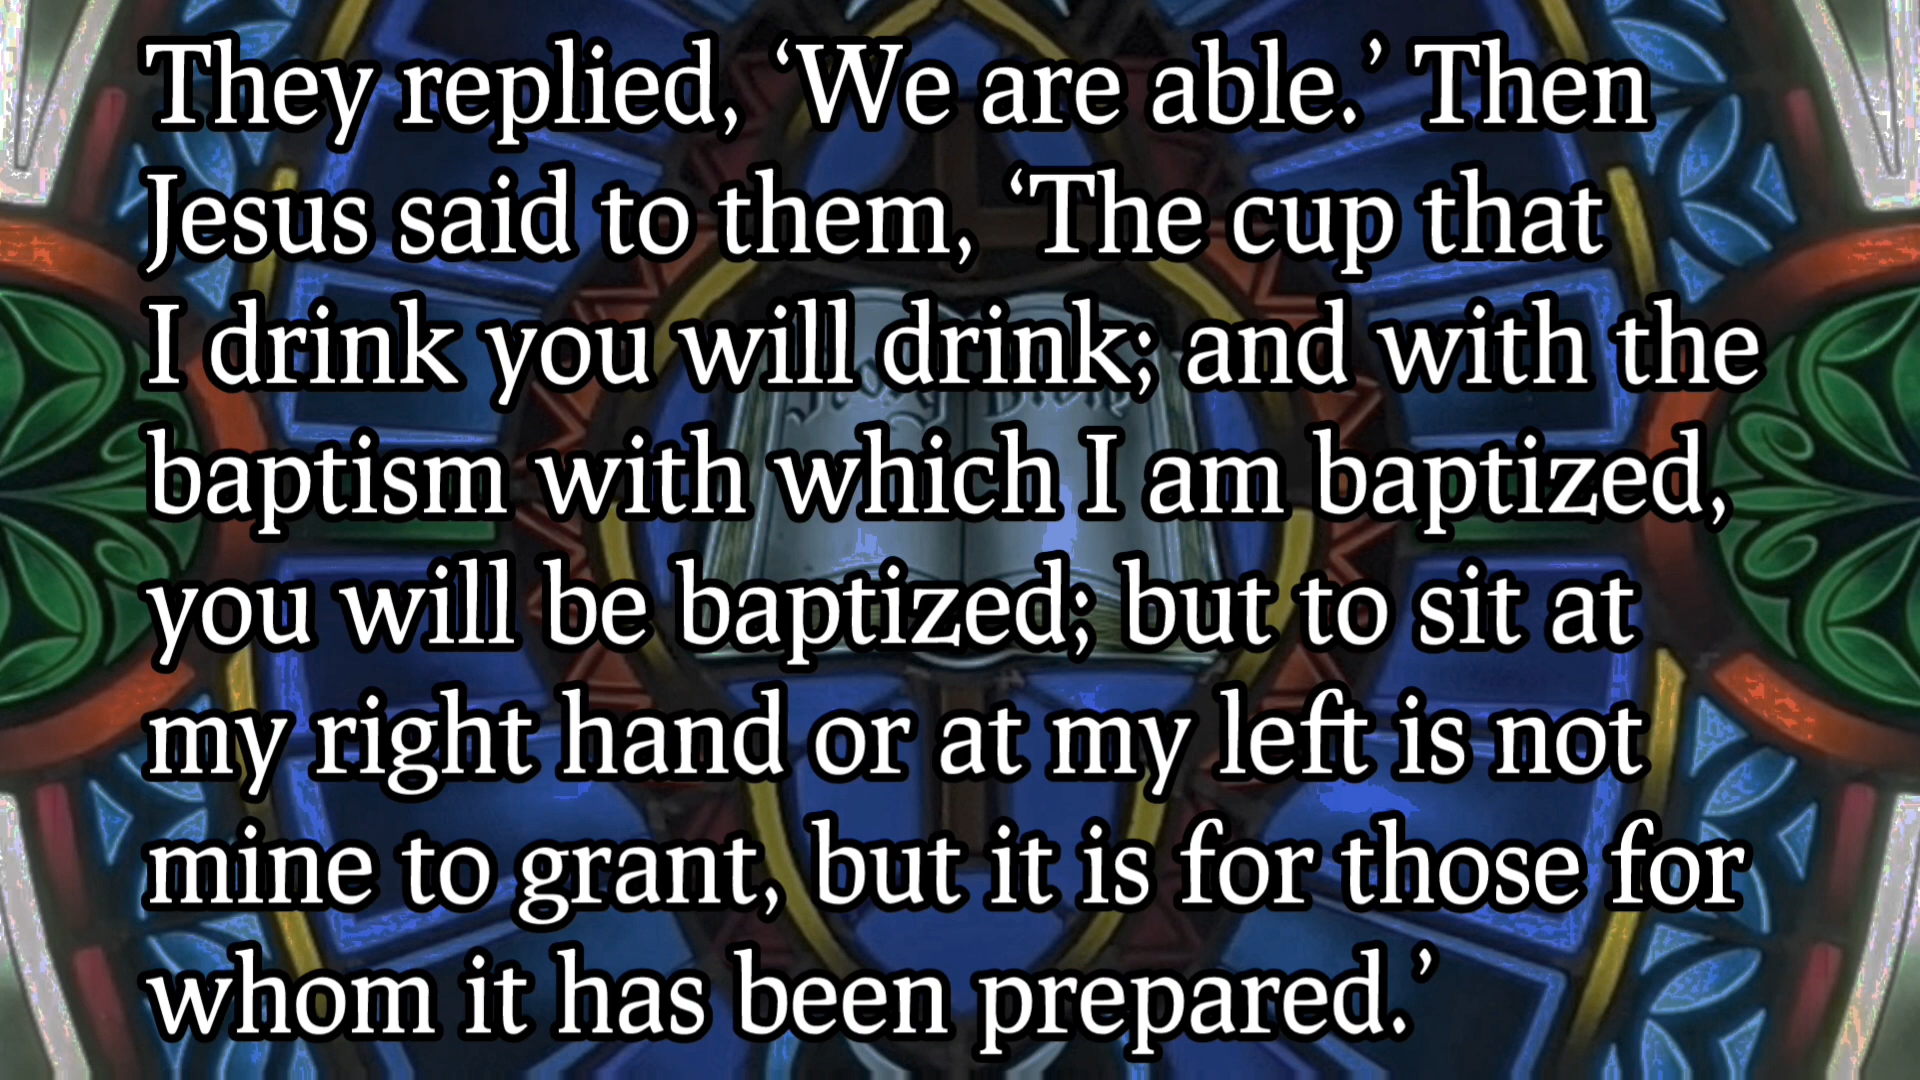 They replied, ‘We are able.’ Then
Jesus said to them, ‘The cup that
I drink you will drink; and with the
baptism with which I am baptized,
you will be baptized; but to sit at
my right hand or at my left is not
mine to grant, but it is for those for
whom it has been prepared.’